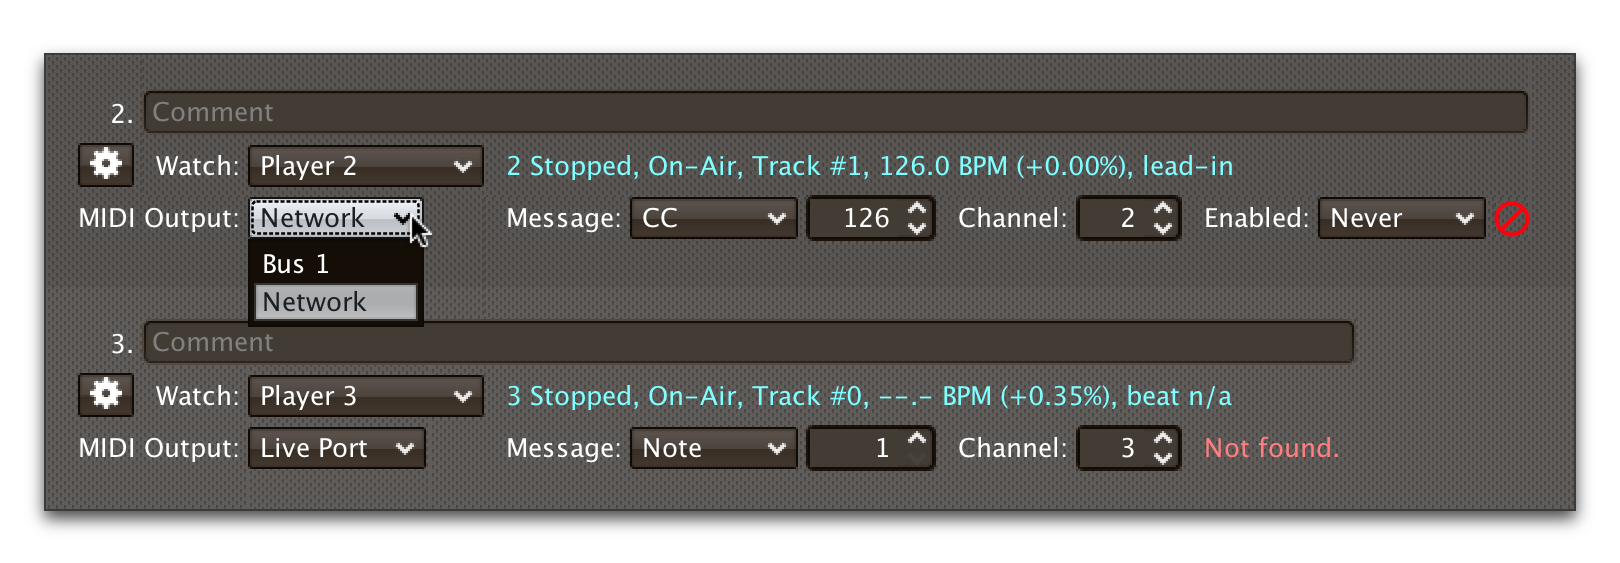 2. Comment
Watch: Player 2 2 Stopped, On-Air, Track #1, 126.0 BPM (+0.00%), lead-in
MIDI Output: Network Message: CC 126 Channel: 2 Enabled: Never
Bus 1
Network
3. Comment
Watch: Player 3 3 Stopped, On-Air, Track #0, --.- BPM (+0.35%), beat n/a
MIDI Output: Live Port Message: Note 1 Channel: 3 Not found.